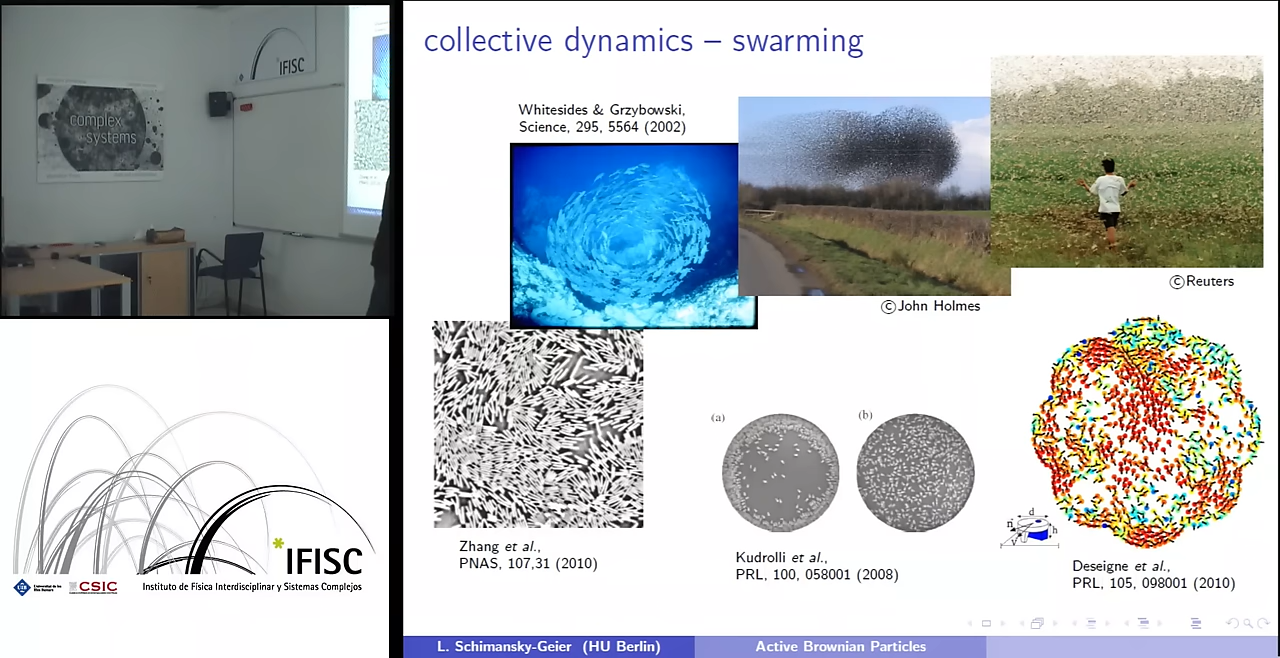 complex
systems
IFISC
collective dynamics – swarming
Whitesides & Grzybowski,
Science, 295, 5564 (2002)
©Reuters
©John Holmes
(a)
(b)
d
n
h
v
Zhang et al.,
PNAS, 107,31 (2010)
Kudrolli et al.,
PRL, 100, 058001 (2008)
Deseigne et al.,
PRL, 105, 098001 (2010)
*IFISC
CSIC
Instituto de Física Interdisciplinar y Sistemas Complejos
L. Schimansky-Geier (HU Berlin)
Active Brownian Particles